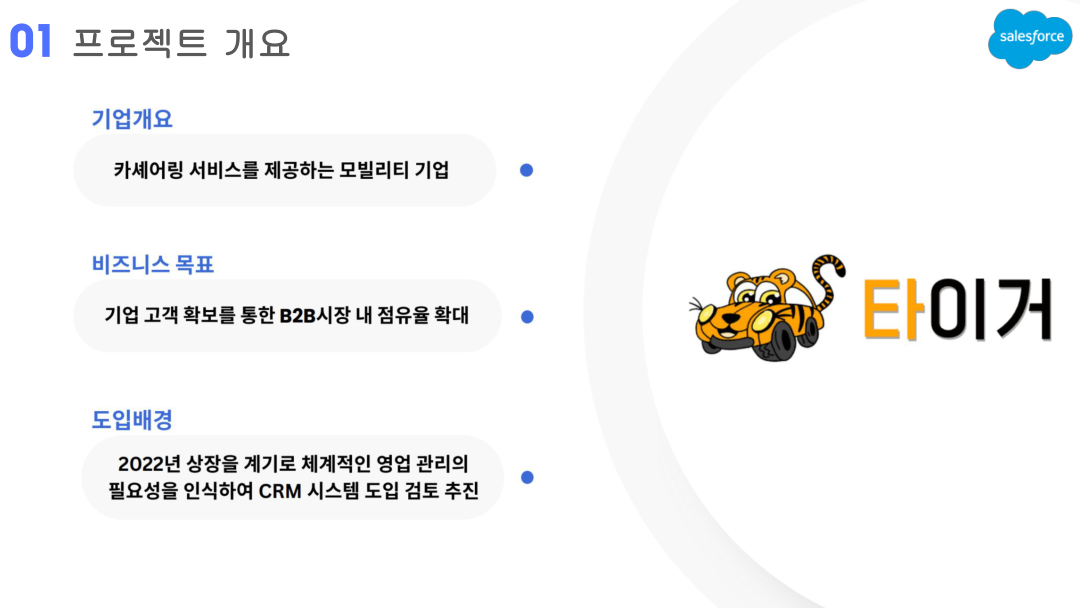 01 프로젝트 개요
salesforce
기업개요
카셰어링 서비스를 제공하는 모빌리티 기업
비즈니스 목표
기업 고객 확보를 통한 B2B시장 내 점유율 확대
타이거
도입배경
2022년 상장을 계기로 체계적인 영업 관리의
필요성을 인식하여 CRM 시스템 도입 검토 추진